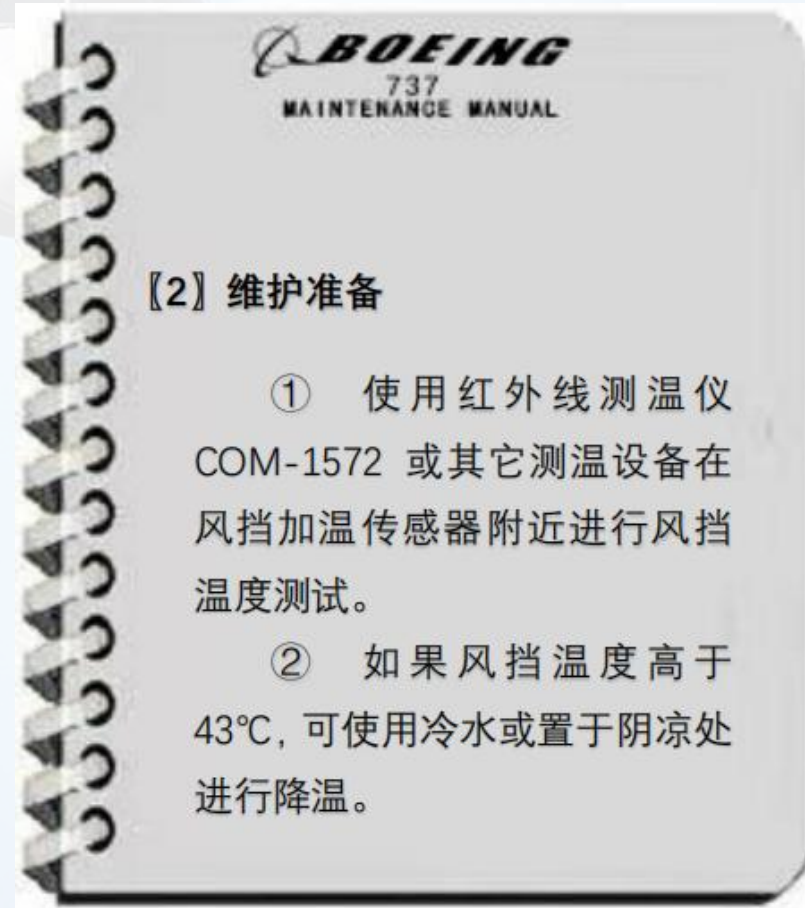 BOEING
737
MAINTENANCE MANUAL
〖2〗维护准备
① 使用红外线测温仪
COM-1572 或其它测温设备在
风挡加温传感器附近进行风挡
温度测试。
② 如果风挡温度高于
43℃，可使用冷水或置于阴凉处
进行降温。